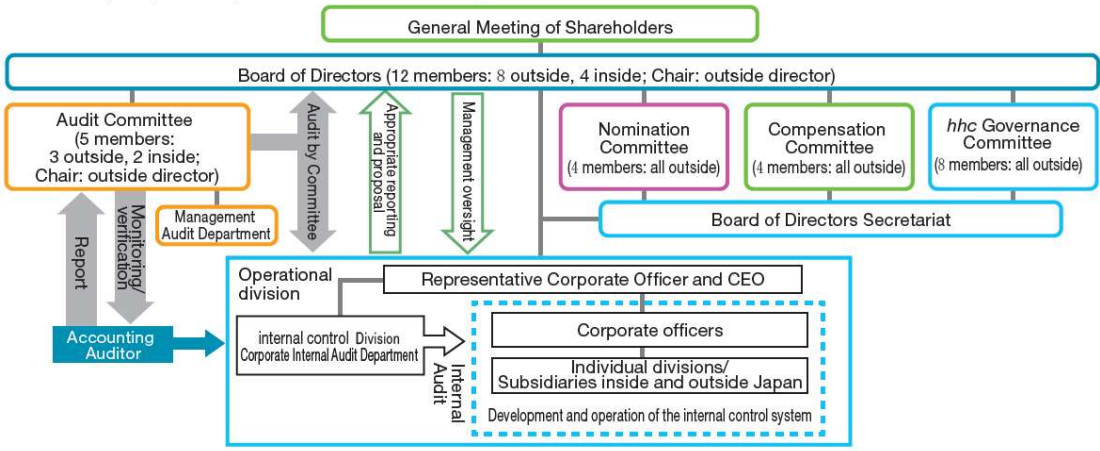 General Meeting of Shareholders
Board of Directors (12 members: 8 outside, 4 inside; Chair: outside director)
Audit Committee
(5 members:
3 outside, 2 inside;
Chair: outside director)
Audit by Committee
Appropriate reporting
and proposal
Management oversight
Nomination
Committee
(4 members: all outside)
Compensation
Committee
(4 members: all outside)
hhc Governance
Committee
(8 members: all outside)
Management
Audit Department
Board of Directors Secretariat
Report
Monitoring/
verification
Operational
division
Representative Corporate Officer and CEO
Accounting
Auditor
internal control Division
Corporate Internal Audit Department
Internal
Audit
Corporate officers
Individual divisions/
Subsidiaries inside and outside Japan
Development and operation of the internal control system